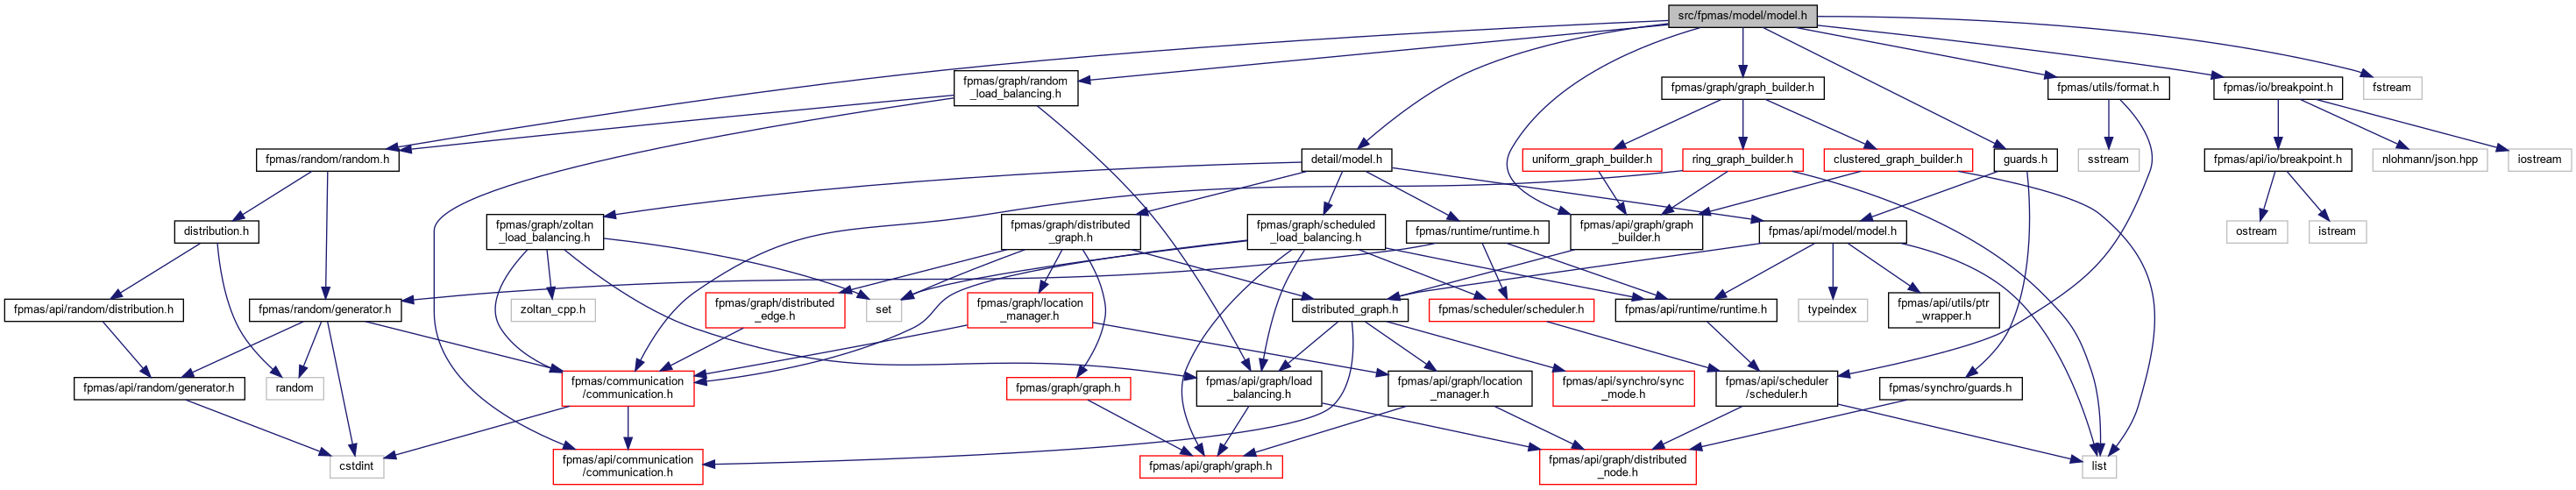 src/fpmas/model/model.h
fpmas/graph/random
_load_balancing.h
fpmas/graph/graph_builder.h
fpmas/utils/format.h
fpmas/io/breakpoint.h
fstream
fpmas/random/random.h
detail/model.h
uniform_graph_builder.h
ring_graph_builder.h
clustered_graph_builder.h
guards.h
sstream
fpmas/api/io/breakpoint.h
nlohmann/json.hpp
iostream
distribution.h
fpmas/graph/zoltan
_load_balancing.h
fpmas/graph/distributed
_graph.h
fpmas/graph/scheduled
_load_balancing.h
fpmas/runtime/runtime.h
fpmas/api/graph/graph
_builder.h
fpmas/api/model/model.h
ostream
istream
fpmas/api/random/distribution.h
fpmas/random/generator.h
zoltan_cpp.h
fpmas/graph/distributed
_edge.h
set
fpmas/graph/location
_manager.h
distributed_graph.h
fpmas/scheduler/scheduler.h
fpmas/api/runtime/runtime.h
typeindex
fpmas/api/utils/ptr
_wrapper.h
fpmas/api/random/generator.h
random
fpmas/communication
/communication.h
fpmas/graph/graph.h
fpmas/api/graph/load
_balancing.h
fpmas/api/graph/location
_manager.h
fpmas/api/synchro/sync
_mode.h
fpmas/api/scheduler
/scheduler.h
fpmas/synchro/guards.h
cstdint
fpmas/api/communication
/communication.h
fpmas/api/graph/graph.h
fpmas/api/graph/distributed
_node.h
list